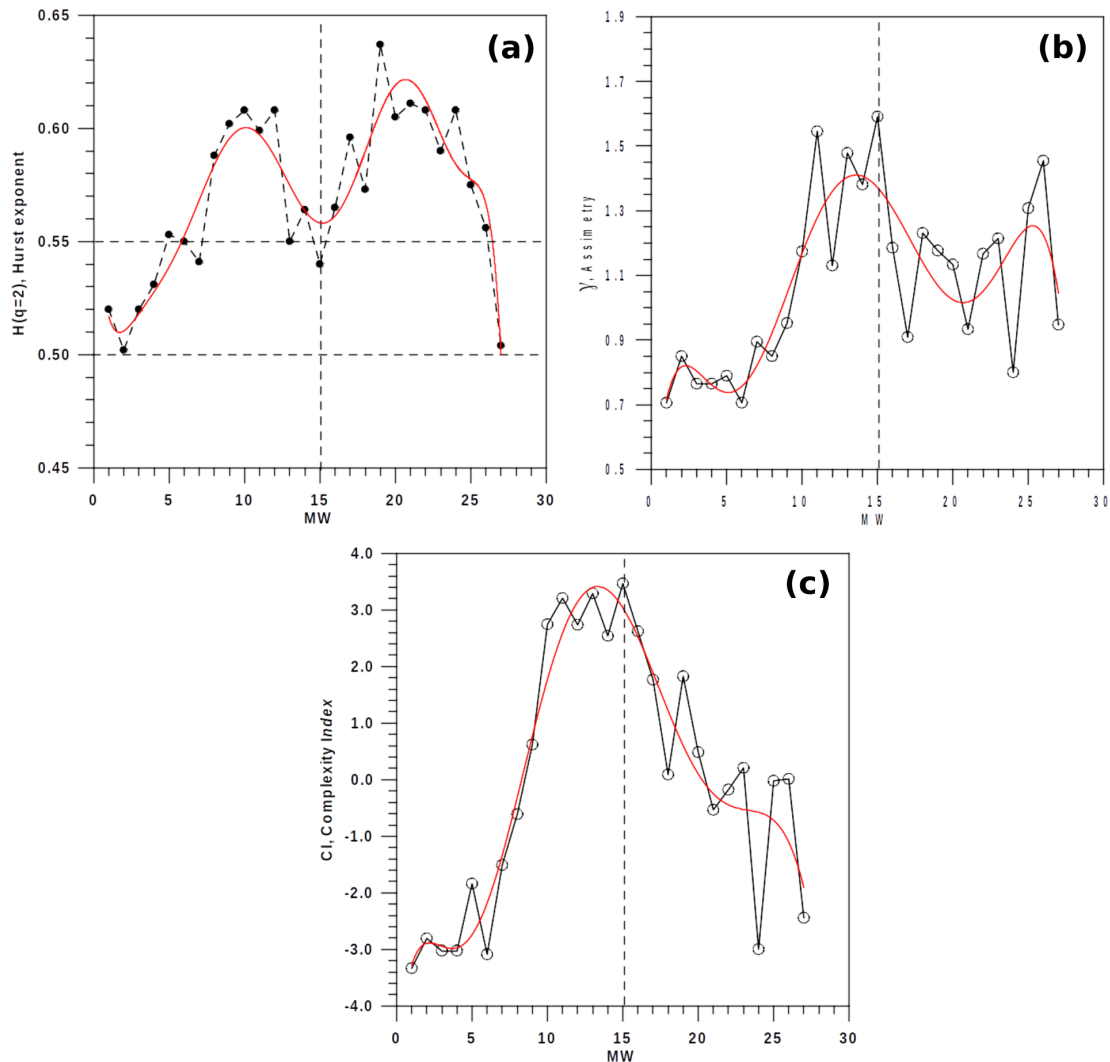 (a)
H(q=2), Hurst exponent
0.65
0.60
0.55
0.50
0.45
0 5 10 15 20 25 30
MW
(b)
γ, Assimetry
1.9
1.7
1.5
1.3
1.1
0.9
0.7
0.5
0 5 10 15 20 25 30
MW
(c)
CI, Complexity Index
4.0
3.0
2.0
1.0
0.0
-1.0
-2.0
-3.0
-4.0
0 5 10 15 20 25 30
MW